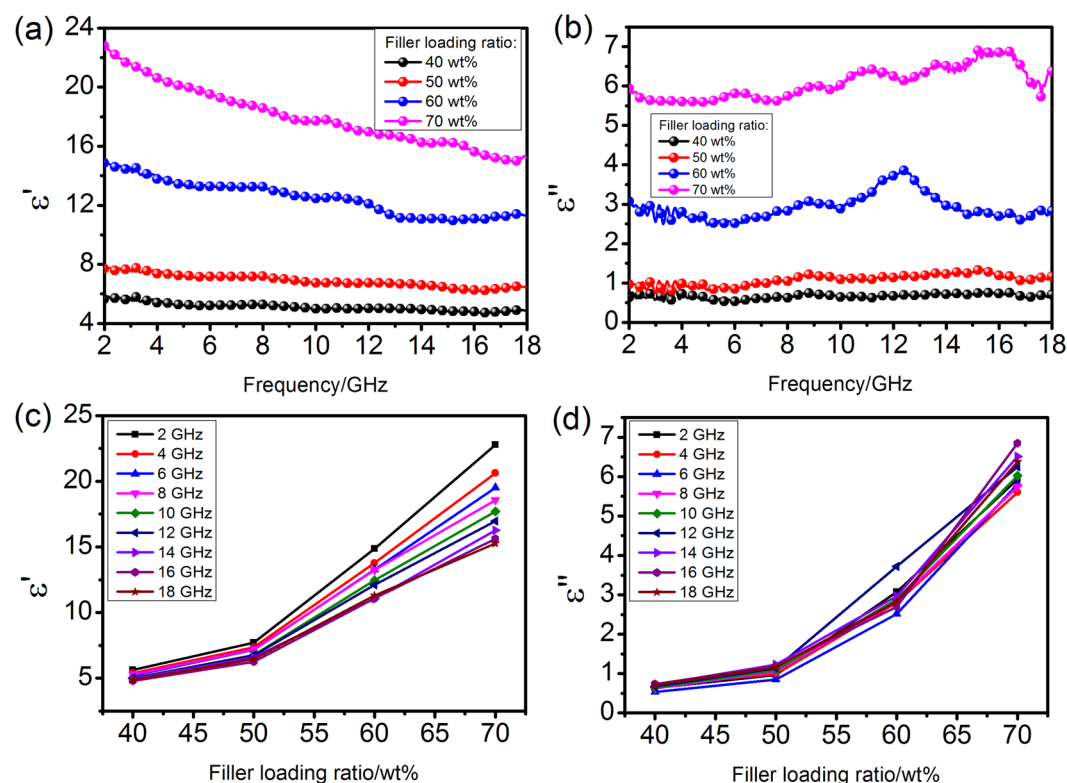 (a)
24
20
16
12
8
4
ε'
2 4 6 8 10 12 14 16 18
Frequency/GHz
Filler loading ratio:
40 wt%
50 wt%
60 wt%
70 wt%
(b)
7
6
5
4
3
2
1
0
ε"
2 4 6 8 10 12 14 16 18
Frequency/GHz
Filler loading ratio:
40 wt%
50 wt%
60 wt%
70 wt%
(c)
25
20
15
10
5
ε'
40 45 50 55 60 65 70
Filler loading ratio/wt%
2 GHz
4 GHz
6 GHz
8 GHz
10 GHz
12 GHz
14 GHz
16 GHz
18 GHz
(d)
7
6
5
4
3
2
1
0
ε"
40 45 50 55 60 65 70
Filler loading ratio/wt%
2 GHz
4 GHz
6 GHz
8 GHz
10 GHz
12 GHz
14 GHz
16 GHz
18 GHz